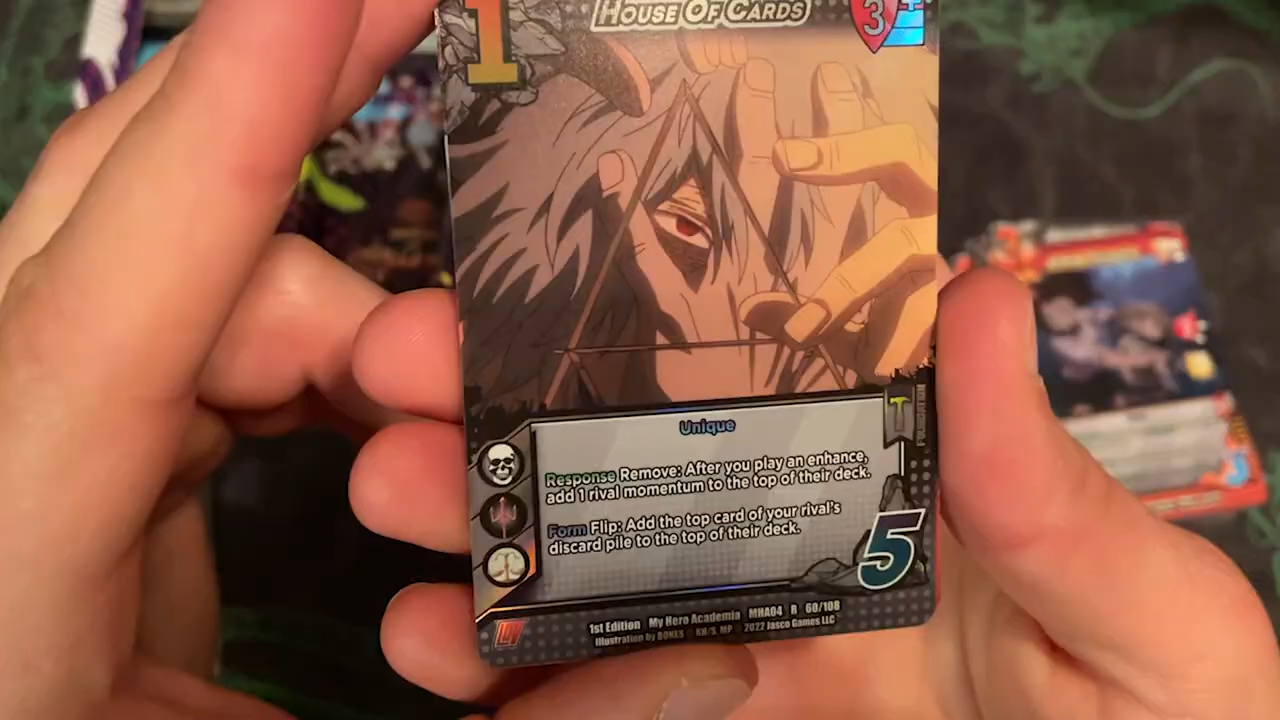 1
HOUSE OF CARDS
3
Unique
Response Remove: After you play an enhance,
add 1 rival momentum to the top of their deck.
Form Flip: Add the top card of your rival's
discard pile to the top of their deck.
FOUNDATION
5
1st Edition My Hero Academia MHA04 R 60/108
Illustration by BONES KH/S, MP © 2022 Jasco Games LLC